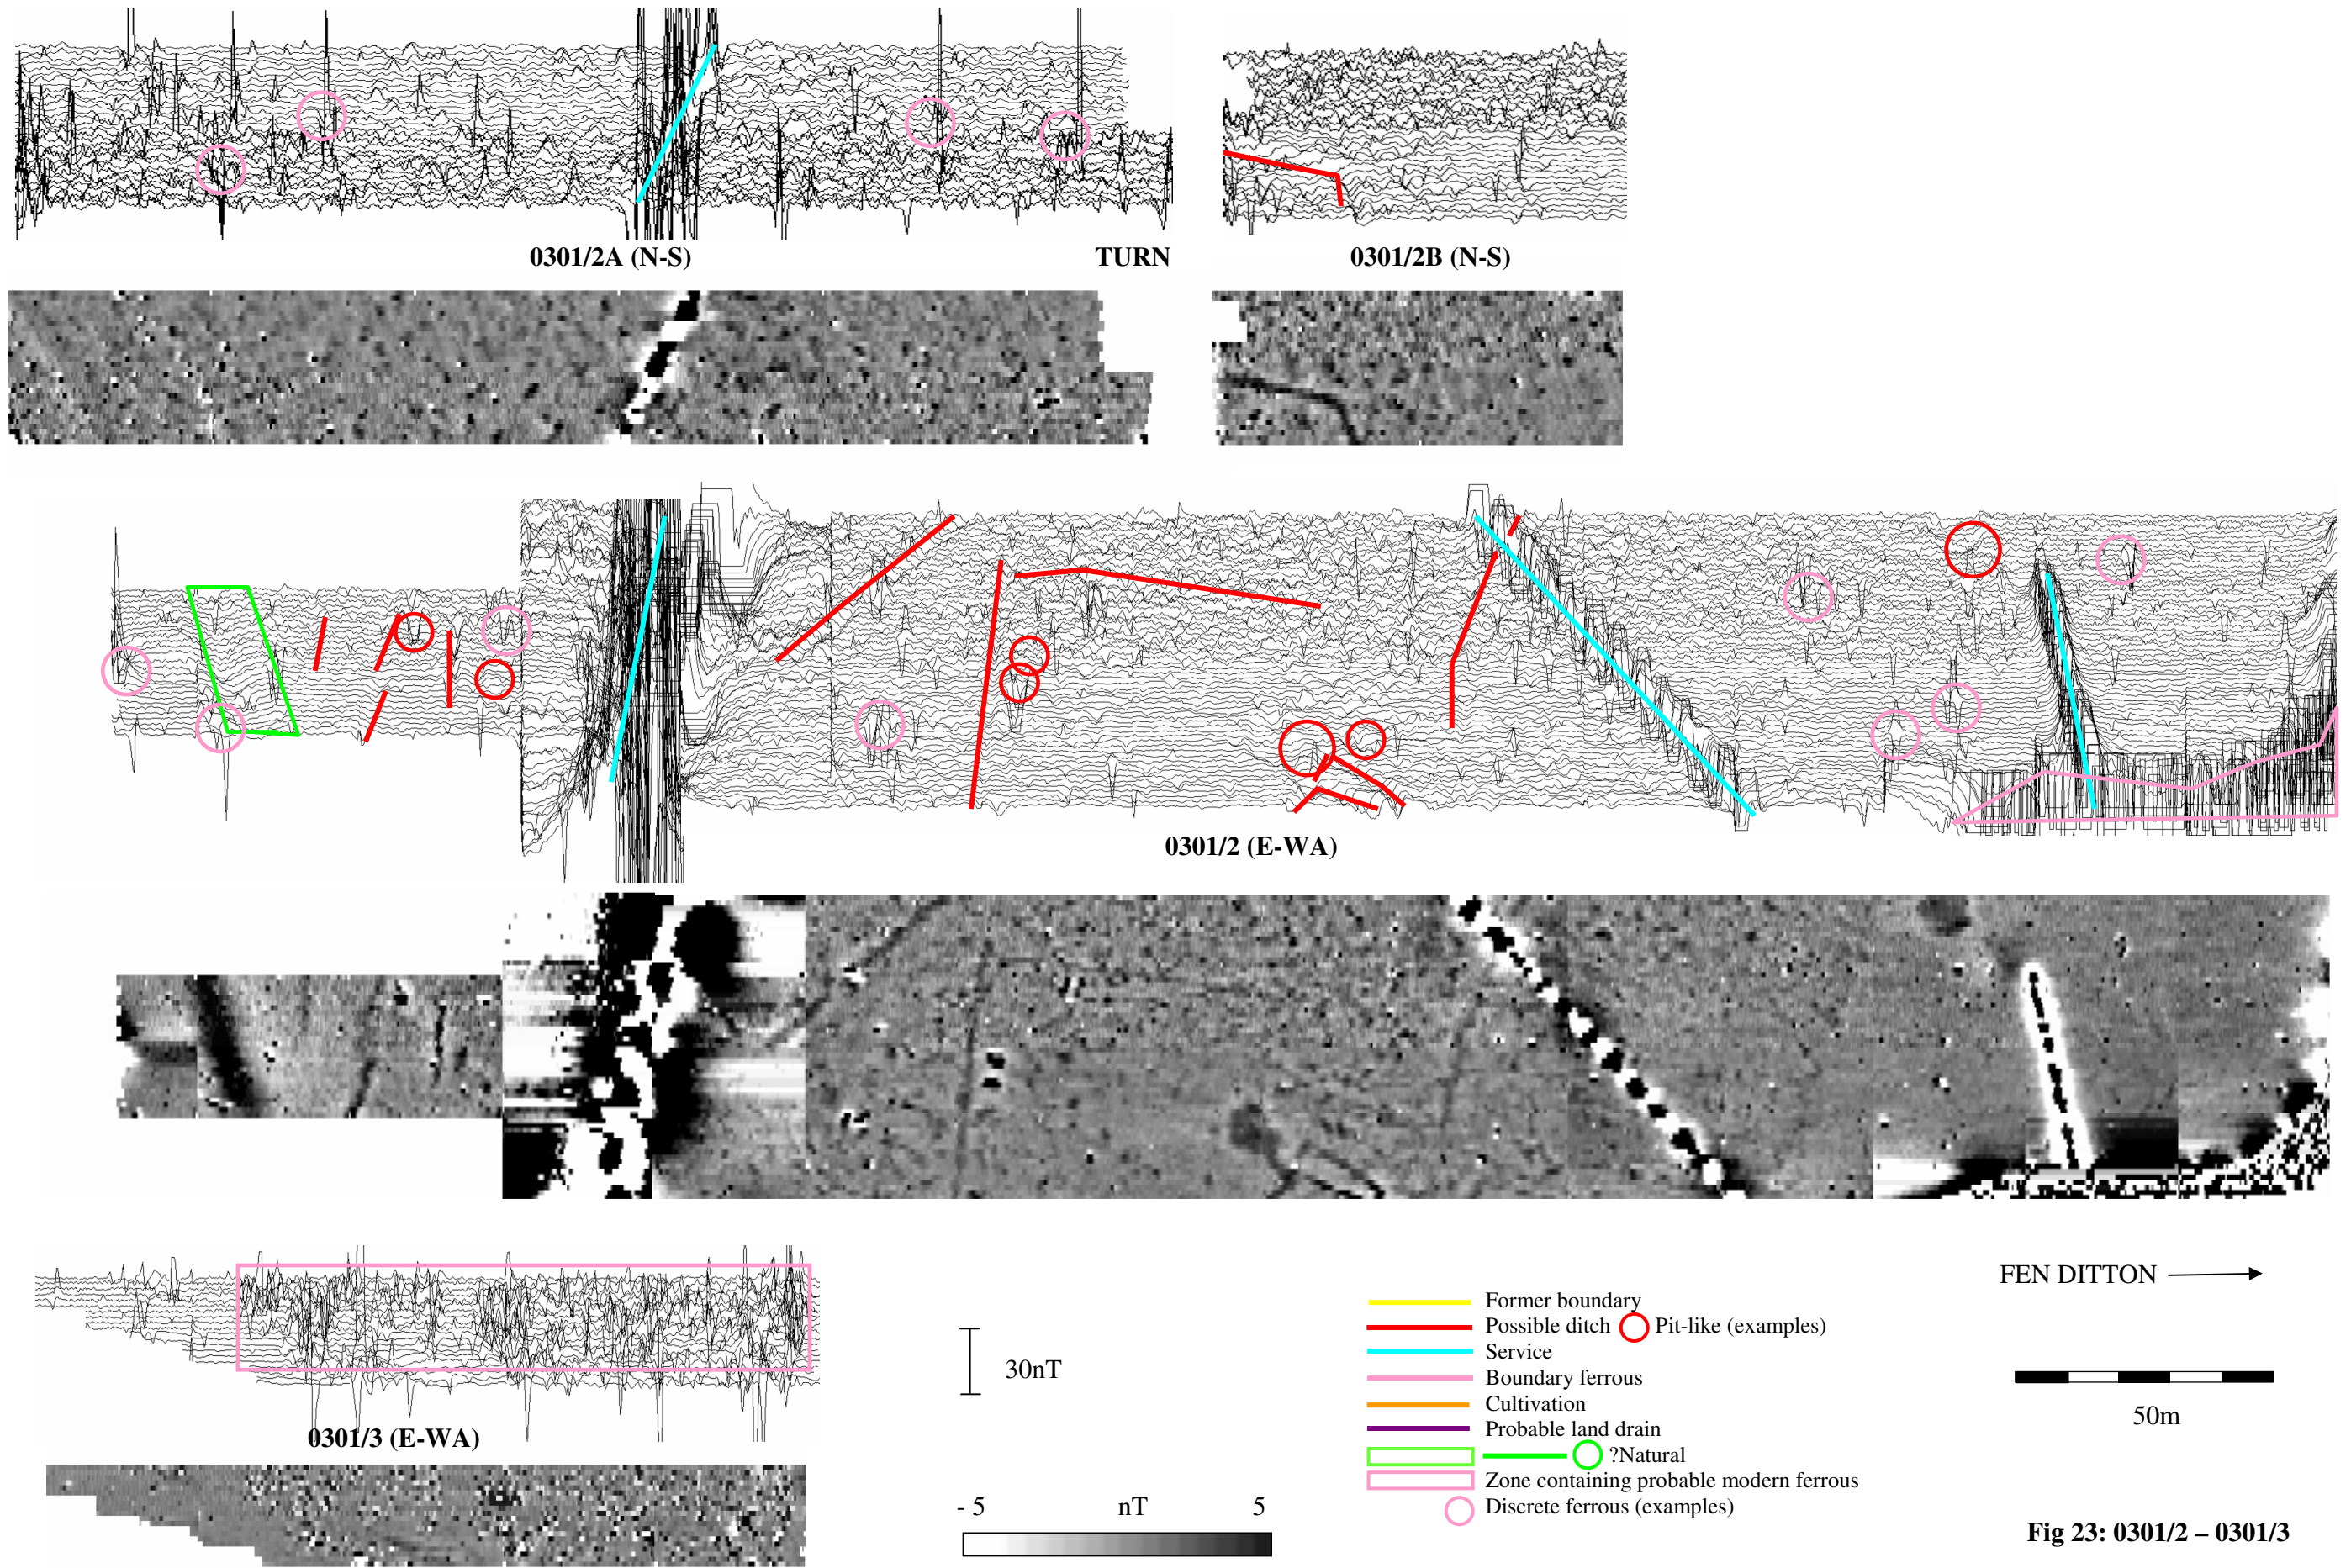 0301/2A (N-S)
TURN
0301/2B (N-S)
0301/2 (E-WA)
FEN DITTON
Former boundary
Possible ditch
Pit-like (examples)
Service
30nT
Boundary ferrous
Cultivation
50m
Probable land drain
0301/3 (E-WA)
?Natural
Zone containing probable modern ferrous
Discrete ferrous (examples)
- 5 nT 5
Fig 23: 0301/2 – 0301/3